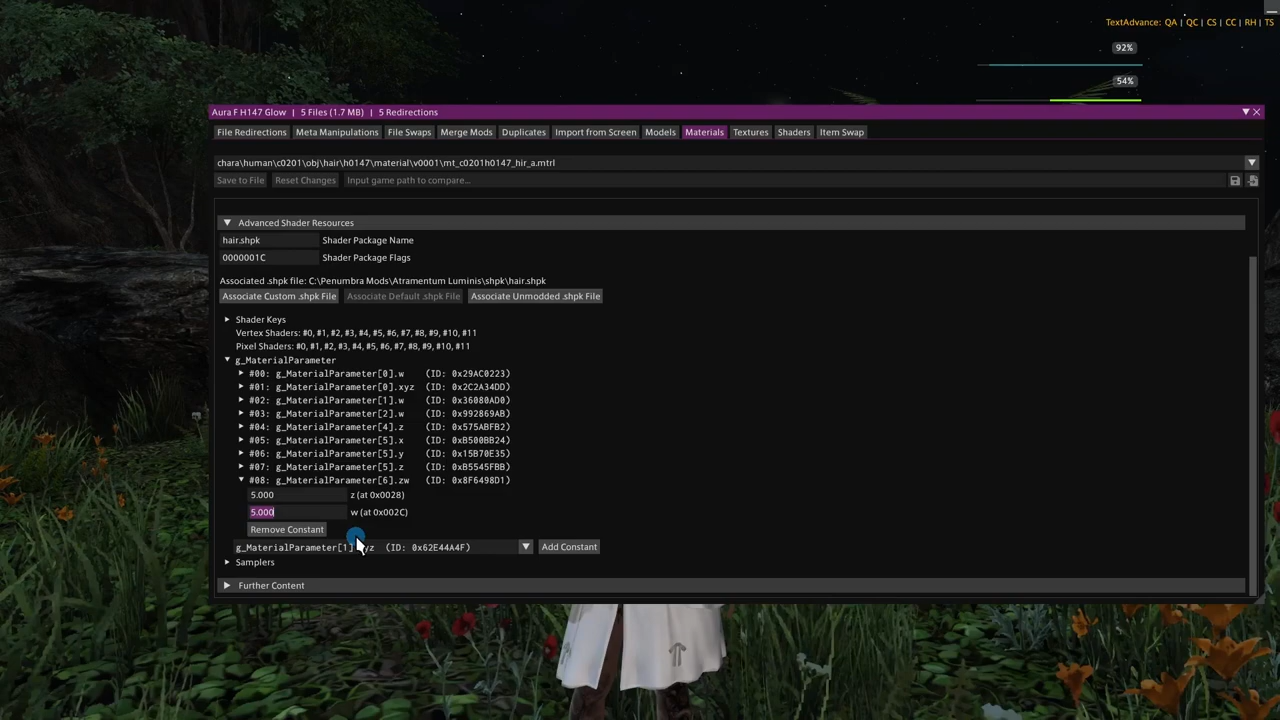 TextAdvance: QA | QC | CS | CC | RH | TS
92%
54%
Aura F H147 Glow | 5 Files (1.7 MB) | 5 Redirections
File Redirections Meta Manipulations File Swaps Merge Mods Duplicates Import from Screen Models Materials Textures Shaders Item Swap
chara\human\c0201\obj\hair\h0147\material\v0001\mt_c0201h0147_hir_a.mtrl
Save to File Reset Changes Input game path to compare...
Advanced Shader Resources
hair.shpk Shader Package Name
0000001C Shader Package Flags
Associated .shpk file: C:\Penumbra Mods\Atramentum Luminis\shpk\hair.shpk
Associate Custom .shpk File Associate Default .shpk File Associate Unmodded .shpk File
Shader Keys
Vertex Shaders: #0, #1, #2, #3, #4, #5, #6, #7, #8, #9, #10, #11
Pixel Shaders: #0, #1, #2, #3, #4, #5, #6, #7, #8, #9, #10, #11
g_MaterialParameter
#00: g_MaterialParameter[0].w (ID: 0x29AC0223)
#01: g_MaterialParameter[0].xyz (ID: 0x2C2A34DD)
#02: g_MaterialParameter[1].w (ID: 0x36080AD0)
#03: g_MaterialParameter[2].w (ID: 0x992869AB)
#04: g_MaterialParameter[4].z (ID: 0x575ABFB2)
#05: g_MaterialParameter[5].x (ID: 0xB500BB24)
#06: g_MaterialParameter[5].y (ID: 0x15B70E35)
#07: g_MaterialParameter[5].z (ID: 0xB5545FBB)
#08: g_MaterialParameter[6].zw (ID: 0x8F6498D1)
5.000 z (at 0x0028)
5.000 w (at 0x002C)
Remove Constant
g_MaterialParameter[1] yz (ID: 0x62E44A4F) Add Constant
Samplers
Further Content